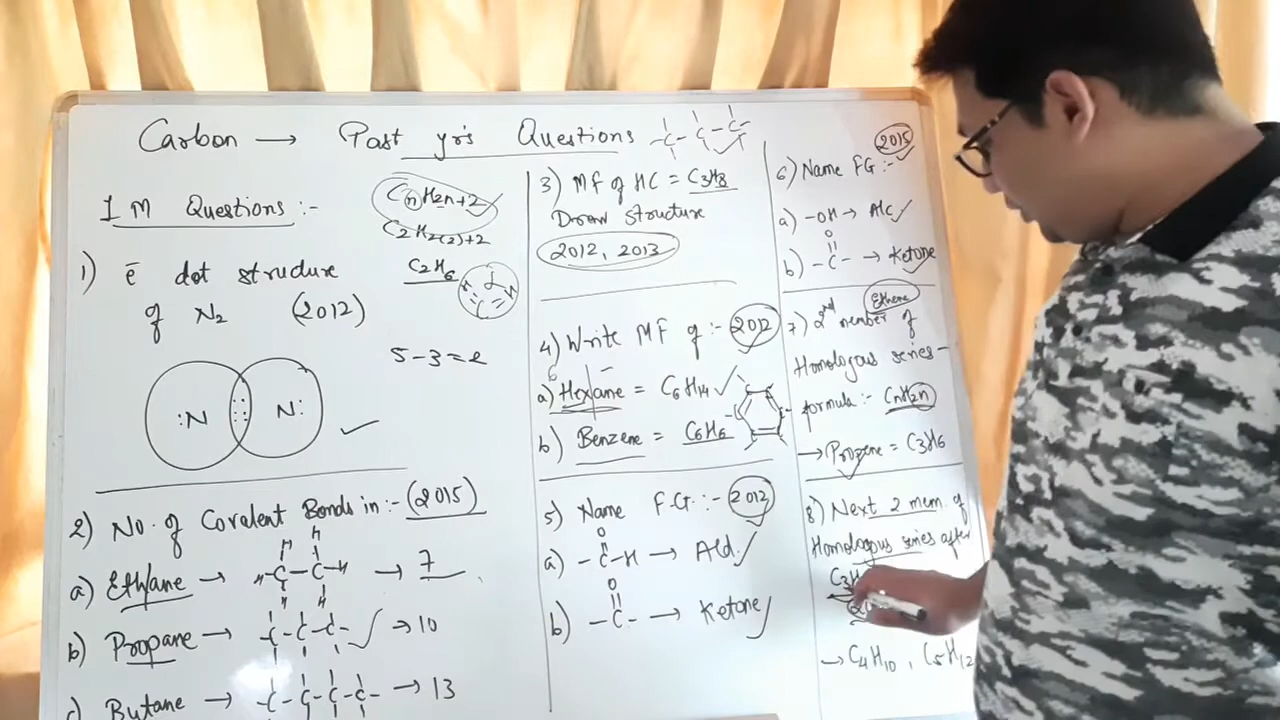 Carbon → Past yr's Questions
1 M Questions :-
CnH2n+2
C2H2(2)+2
C2H6
1) ē dot structure
of N2 (2012)
5-3=2
:N N:
2) No. of Covalent Bonds in :- (2015)
a) Ethane → H H H-C-C-H H H → 7
b) Propane → -C-C-C- → 10
c) Butane → -C-C-C-C- → 13
-C-C-C-
3) MF of HC = C3H8
Draw Structure
2012, 2013
4) Write MF of :- 2012
6
a) Hexane = C6H14
b) Benzene = C6H6
5) Name F.G. :- 2012
O
a) -C-H → Ald.
O
b) -C- → Ketone
2015
6) Name FG :-
a) -OH → Alc
O
b) -C- → Ketone
Ethene
7) 2nd member of
Homologous series -
formula :- CnH2n
→ Propene = C3H6
8) Next 2 mem. of
Homologous series after
→ C4H10, C5H12